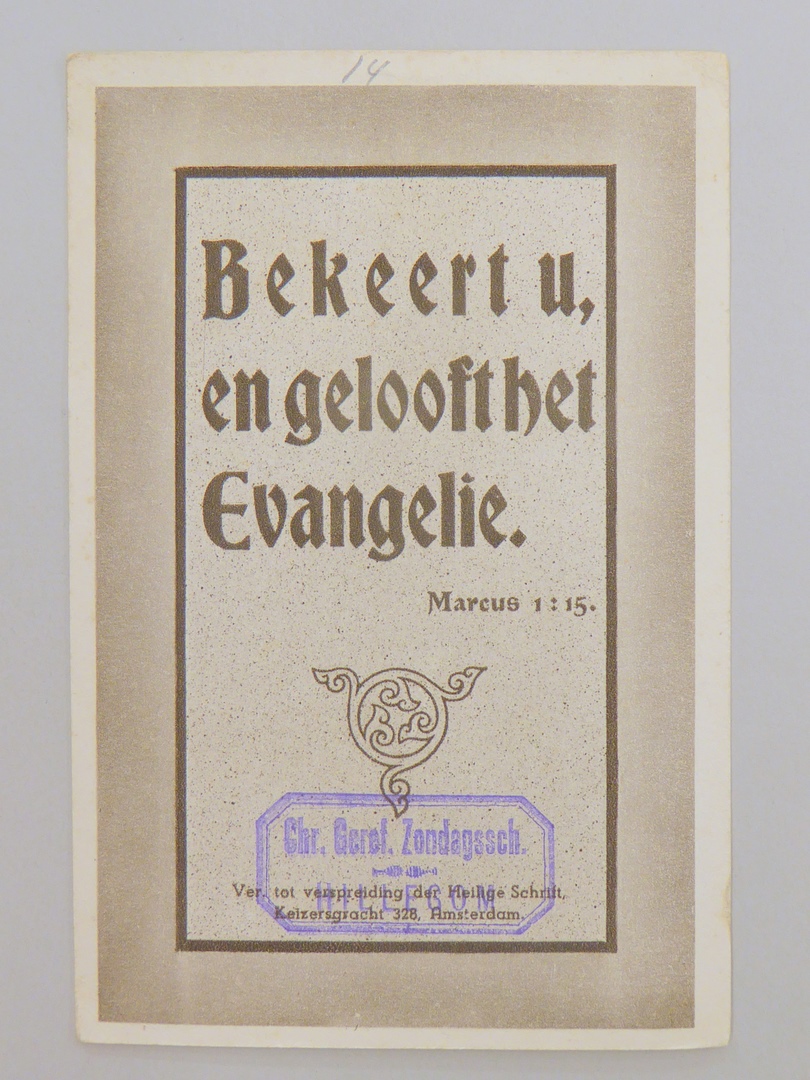 14
Bekeert u,
en gelooft het
Evangelie.
Marcus 1 : 15.
Chr. Geref. Zondagssch.
HILLEGOM
Ver. tot verspreiding der Heilige Schrift,
Keizersgracht 328, Amsterdam.